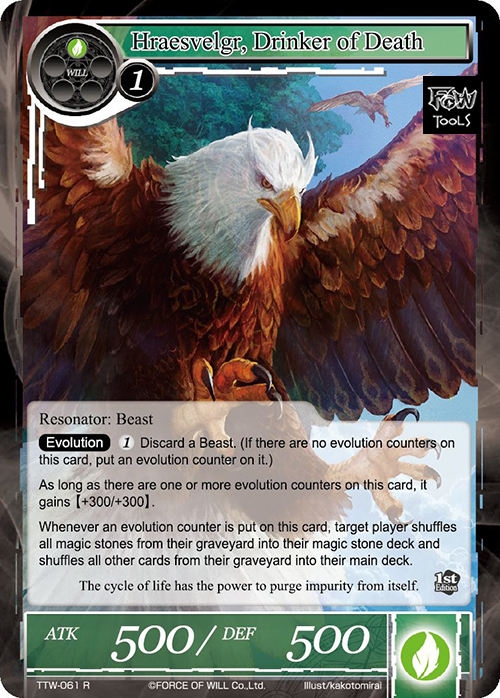 Hraesvelgr, Drinker of Death
WILL
1
FoW
TOOLS
Resonator: Beast
Evolution 1 Discard a Beast. (If there are no evolution counters on
this card, put an evolution counter on it.)
As long as there are one or more evolution counters on this card, it
gains 【+300/+300】.
Whenever an evolution counter is put on this card, target player shuffles
all magic stones from their graveyard into their magic stone deck and
shuffles all other cards from their graveyard into their main deck.
The cycle of life has the power to purge impurity from itself.
1st
Edition
ATK 500 / DEF 500
TTW-061 R ©FORCE OF WILL Co.,Ltd. Illust/kakotomirai